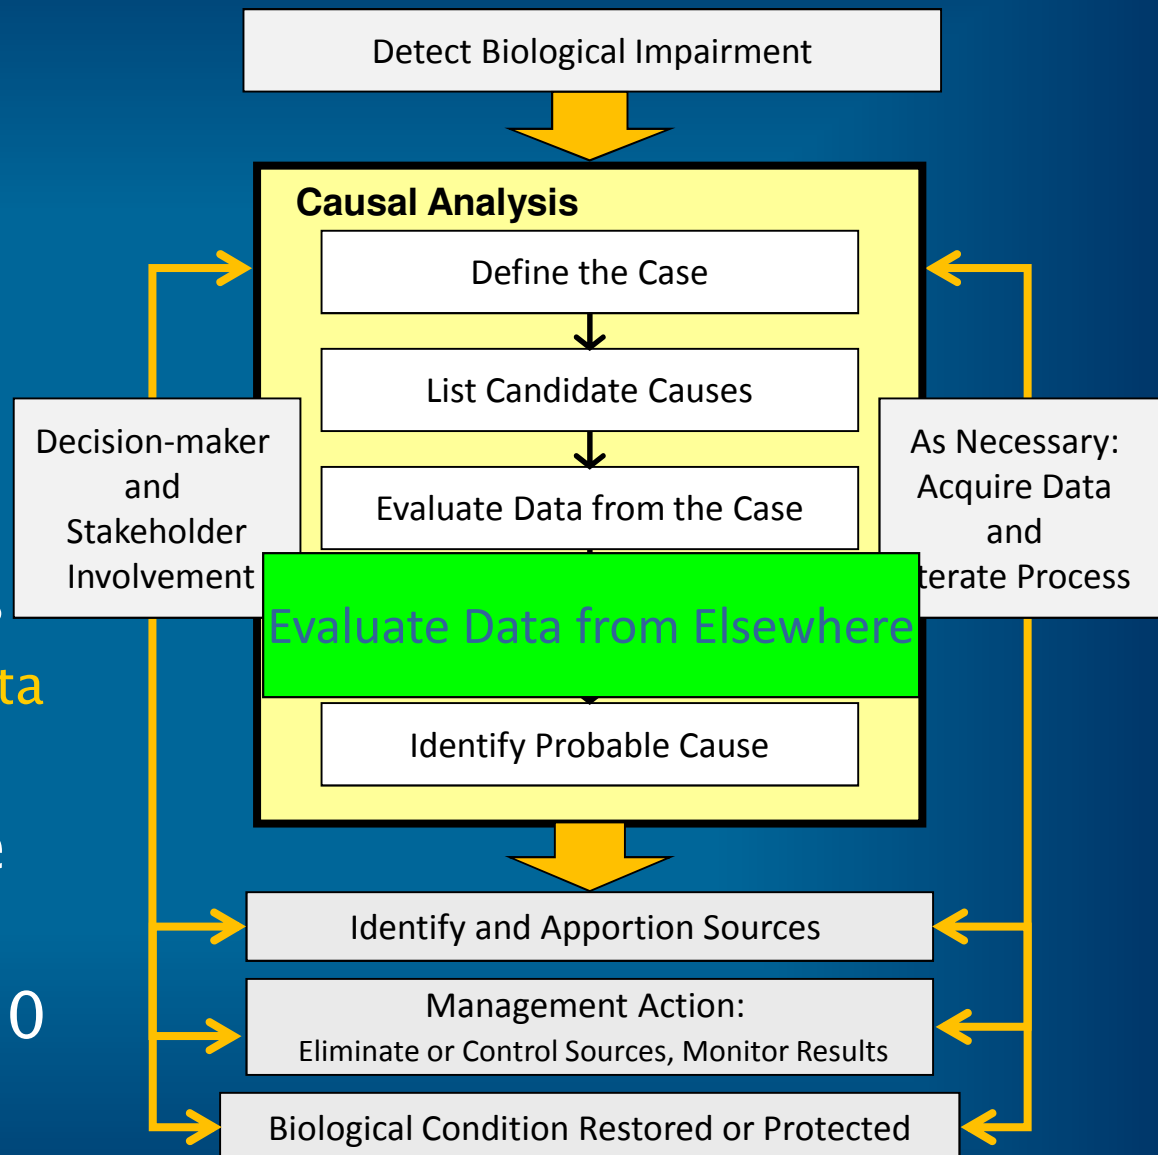 Detect Biological Impairment
Causal Analysis
Define the Case
List Candidate Causes
Decision-maker
and
Stakeholder
Involvement
As Necessary:
Acquire Data
and
terate Process
Evaluate Data from the Case
Evaluate Data from Elsewhere
ta
Identify Probable Cause
e
Identify and Apportion Sources
0
Management Action:
Eliminate or Control Sources, Monitor Results
Biological Condition Restored or Protected